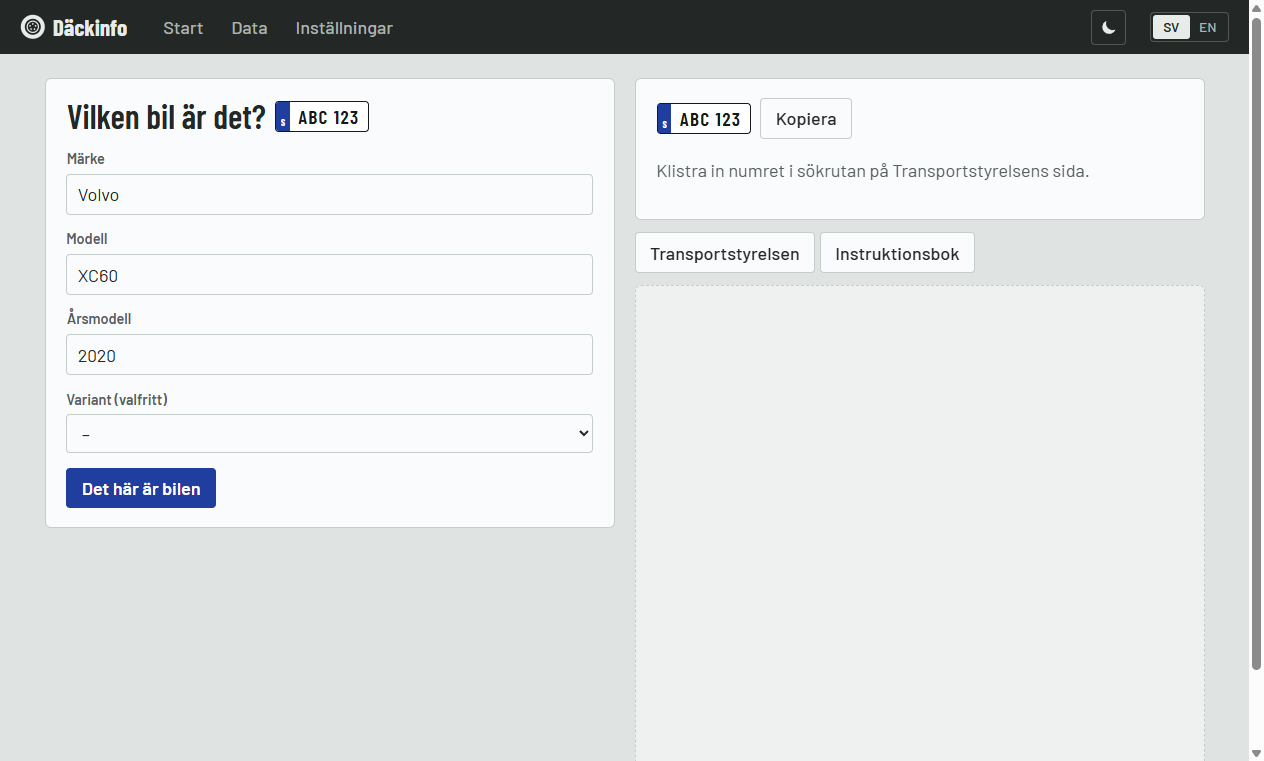 Däckinfo Start Data Inställningar SV EN
Vilken bil är det? S ABC 123
Märke
Volvo
Modell
XC60
Årsmodell
2020
Variant (valfritt)
–
Det här är bilen
S ABC 123 Kopiera
Klistra in numret i sökrutan på Transportstyrelsens sida.
Transportstyrelsen Instruktionsbok